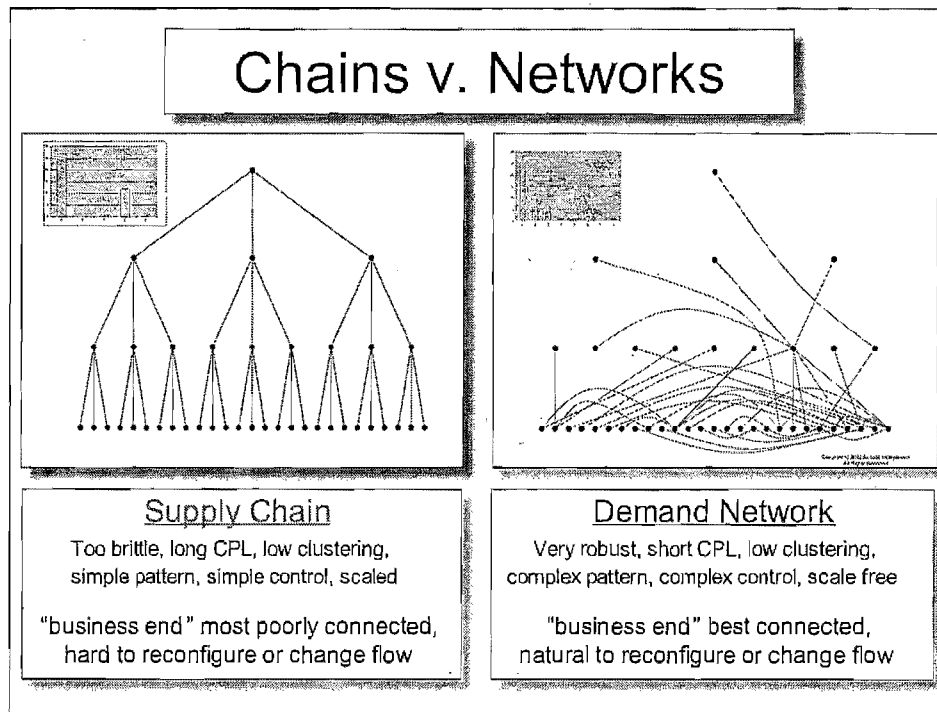 Chains v. Networks
Supply Chain
Too brittle, long CPL, low clustering,
simple pattern, simple control, scaled
"business end" most poorly connected,
hard to reconfigure or change flow
Demand Network
Very robust, short CPL, low clustering,
complex pattern, complex control, scale free
"business end" best connected,
natural to reconfigure or change flow